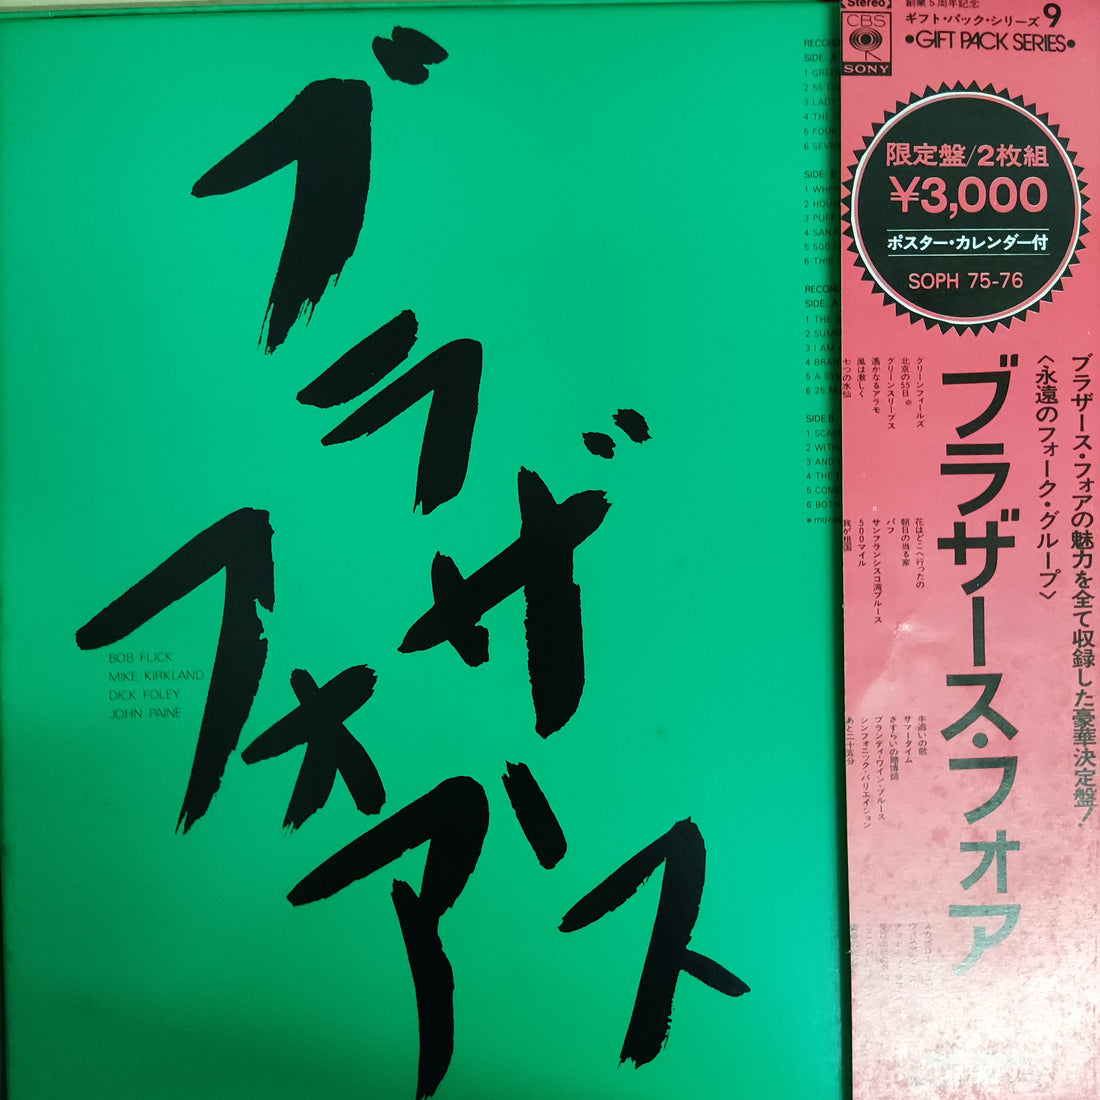 ブラザース
フォア
BOB FLICK
MIKE KIRKLAND
DICK FOLEY
JOHN PAINE
RECORD
SIDE A
1 GREEN
2 55
3 LADY
4 THE
5 FOUR
6 SEVEN
SIDE B
1
2
3 PUFF
4 SAN
5 500
6
RECORD
SIDE A
1 THE
2
3 I AM
4
5 A
6 25
SIDE B
1
2
3 AND
4 THE
5
6 BOTH
Stereo
CBS
SONY
創業5周年記念
ギフト・パック・シリーズ 9
•GIFT PACK SERIES•
限定盤/2枚組
¥3,000
ポスター・カレンダー付
SOPH 75-76
ブラザース・フォアの魅力を全て収録した豪華決定盤！
〈永遠のフォーク・グループ〉
ブラザース・フォア
グリーンフィールズ
北京の55日※
グリーンスリーブス
遥かなるアラモ
風は激しく
七つの水仙
花はどこへ行ったの
朝日の当る家
パフ
サンフランシスコ湾ブルース
500マイル
我が祖国
牛追いの歌
サマータイム
さすらいの賭博師
ブランディ・ワイン・ブルース
シンフォニック・バリエイション
あと二十五分